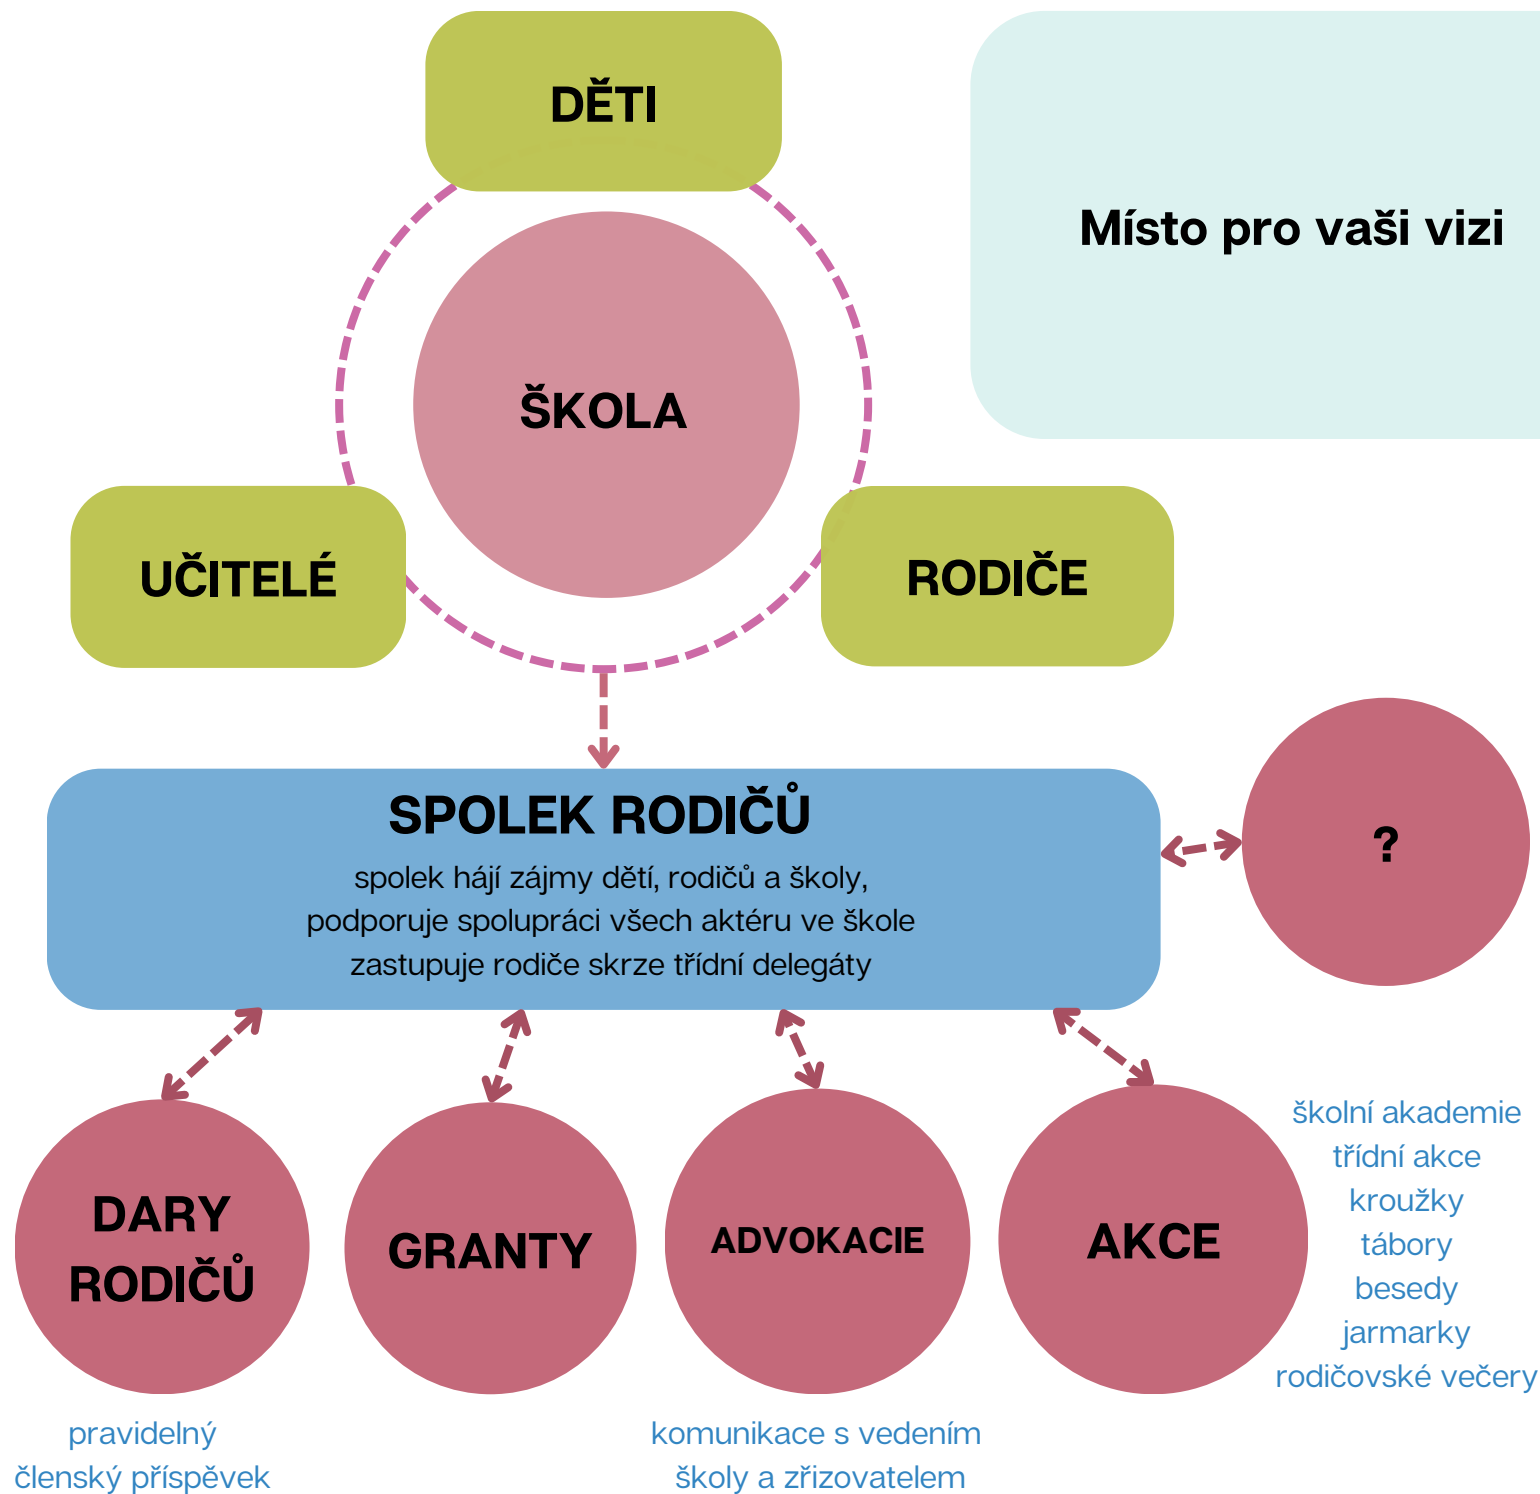 DĚTI
Místo pro vaši vizi
ŠKOLA
UČITELÉ
RODIČE
SPOLEK RODIČŮ
spolek hájí zájmy dětí, rodičů a školy,
podporuje spolupráci všech aktéru ve škole
zastupuje rodiče skrze třídní delegáty
?
DARY
RODIČŮ
pravidelný
členský příspěvek
GRANTY
ADVOKACIE
komunikace s vedením
školy a zřizovatelem
AKCE
školní akademie
třídní akce
kroužky
tábory
besedy
jarmarky
rodičovské večery